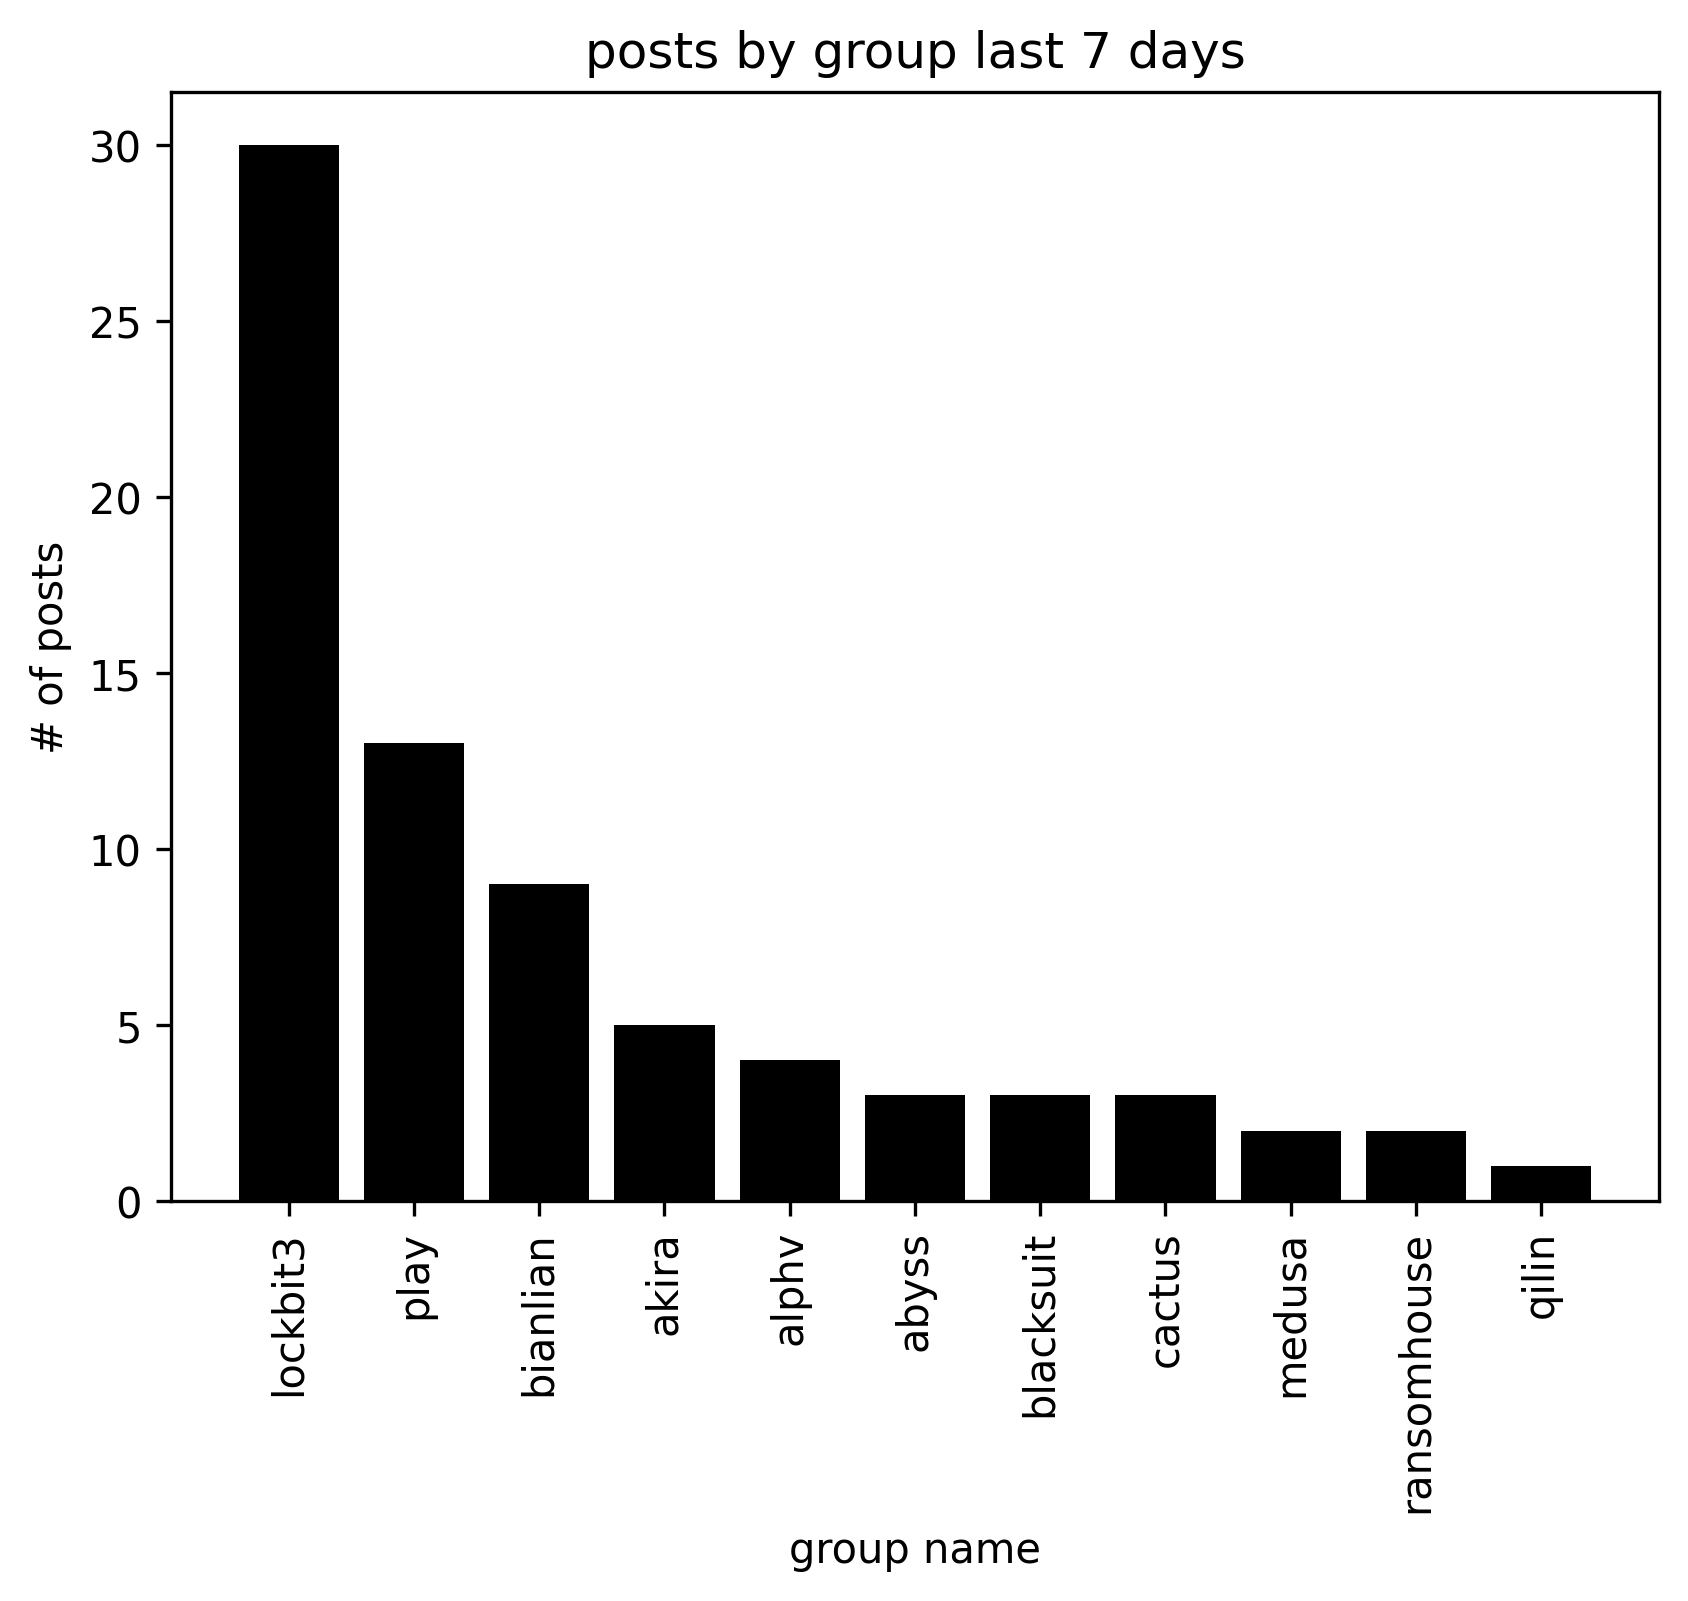 posts by group last 7 days
# of posts
30
25
20
15
10
5
0
lockbit3
play
bianlian
akira
alphv
abyss
blacksuit
cactus
medusa
ransomhouse
qilin
group name